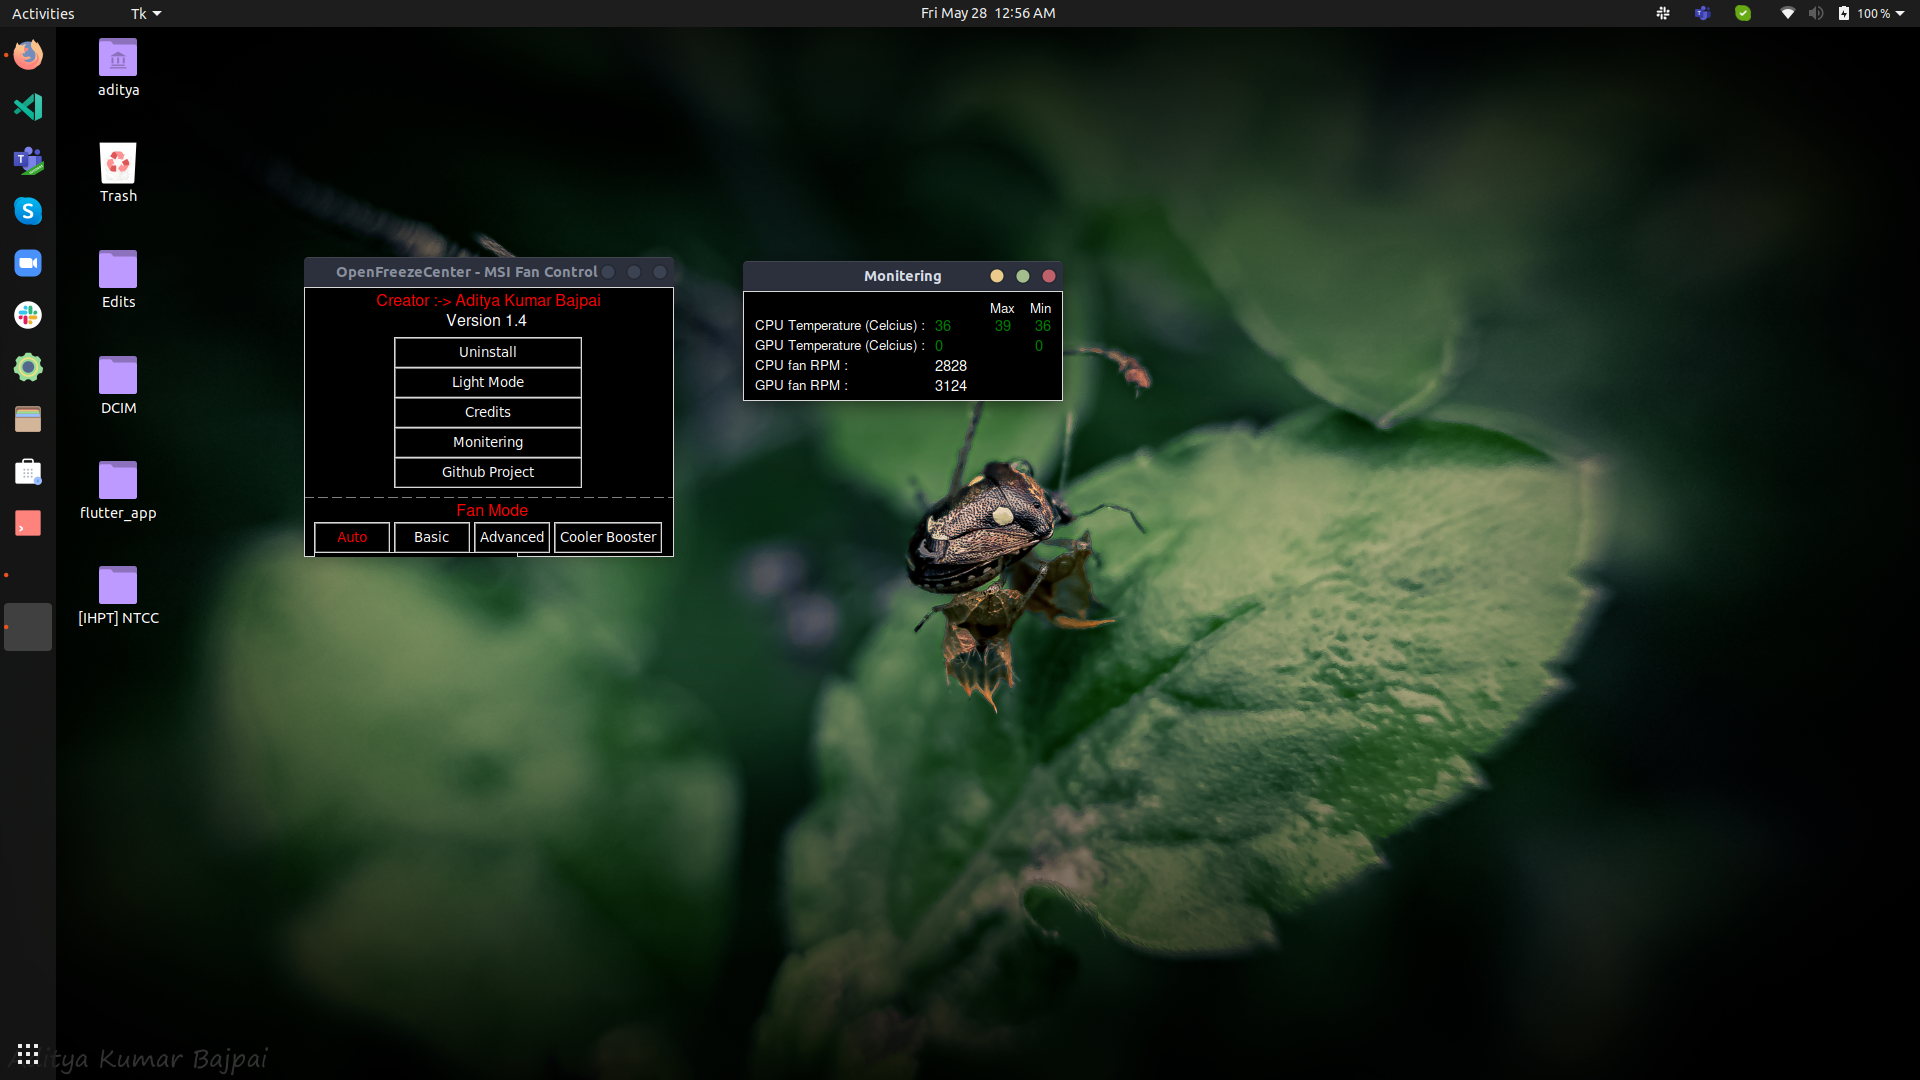 Activities Tk Fri May 28 12:56 AM 100 %
aditya
Trash
Edits
DCIM
flutter_app
[IHPT] NTCC
OpenFreezeCenter - MSI Fan Control
Creator :-> Aditya Kumar Bajpai
Version 1.4
Uninstall
Light Mode
Credits
Monitering
Github Project
Fan Mode
Auto Basic Advanced Cooler Booster
Monitering
Max Min
CPU Temperature (Celcius) : 36 39 36
GPU Temperature (Celcius) : 0 0
CPU fan RPM : 2828
GPU fan RPM : 3124
Kumar Bajpai